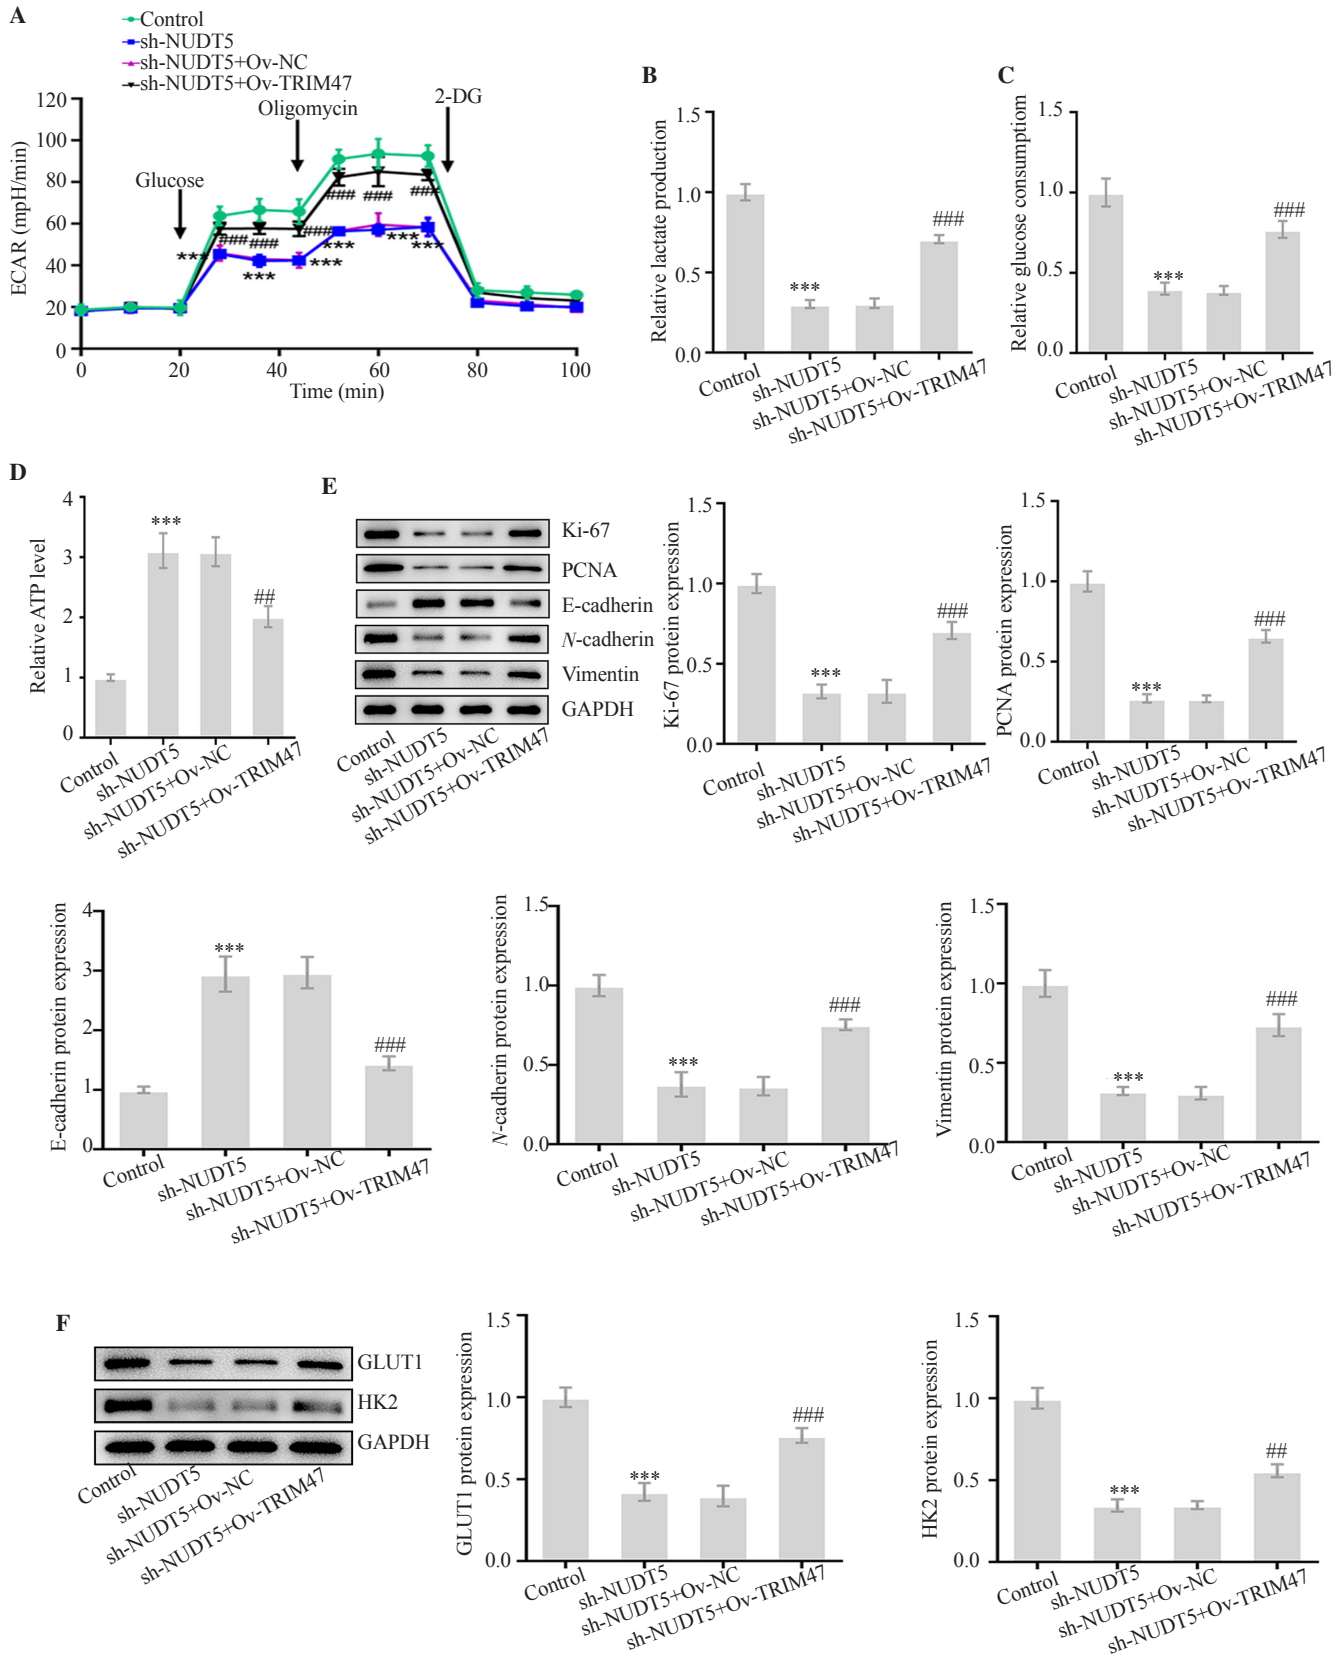 A
Control
sh-NUDT5
sh-NUDT5+Ov-NC
sh-NUDT5+Ov-TRIM47
Glucose
Oligomycin
2-DG
ECAR (mpH/min)
120
100
80
60
40
20
0
*** *** *** *** *** ***
### ### ### ### ### ###
0 20 40 60 80 100
Time (min)
B
Relative lactate production
1.5
1.0
0.5
0.0
***
###
Control
sh-NUDT5
sh-NUDT5+Ov-NC
sh-NUDT5+Ov-TRIM47
C
Relative glucose consumptiom
1.5
1.0
0.5
0.0
***
###
Control
sh-NUDT5
sh-NUDT5+Ov-NC
sh-NUDT5+Ov-TRIM47
D
Relative ATP level
4
3
2
1
0
***
##
Control
sh-NUDT5
sh-NUDT5+Ov-NC
sh-NUDT5+Ov-TRIM47
E
Ki-67
PCNA
E-cadherin
N-cadherin
Vimentin
GAPDH
Control
sh-NUDT5
sh-NUDT5+Ov-NC
sh-NUDT5+Ov-TRIM47
Ki-67 protein expression
1.5
1.0
0.5
0.0
***
###
Control
sh-NUDT5
sh-NUDT5+Ov-NC
sh-NUDT5+Ov-TRIM47
PCNA protein expression
1.5
1.0
0.5
0.0
***
###
Control
sh-NUDT5
sh-NUDT5+Ov-NC
sh-NUDT5+Ov-TRIM47
E-cadherin protein expression
4
3
2
1
0
***
###
Control
sh-NUDT5
sh-NUDT5+Ov-NC
sh-NUDT5+Ov-TRIM47
N-cadherin protein expression
1.5
1.0
0.5
0.0
***
###
Control
sh-NUDT5
sh-NUDT5+Ov-NC
sh-NUDT5+Ov-TRIM47
Vimentin protein expression
1.5
1.0
0.5
0.0
***
###
Control
sh-NUDT5
sh-NUDT5+Ov-NC
sh-NUDT5+Ov-TRIM47
F
GLUT1
HK2
GAPDH
Control
sh-NUDT5
sh-NUDT5+Ov-NC
sh-NUDT5+Ov-TRIM47
GLUT1 protein expression
1.5
1.0
0.5
0.0
***
###
Control
sh-NUDT5
sh-NUDT5+Ov-NC
sh-NUDT5+Ov-TRIM47
HK2 protein expression
1.5
1.0
0.5
0.0
***
##
Control
sh-NUDT5
sh-NUDT5+Ov-NC
sh-NUDT5+Ov-TRIM47